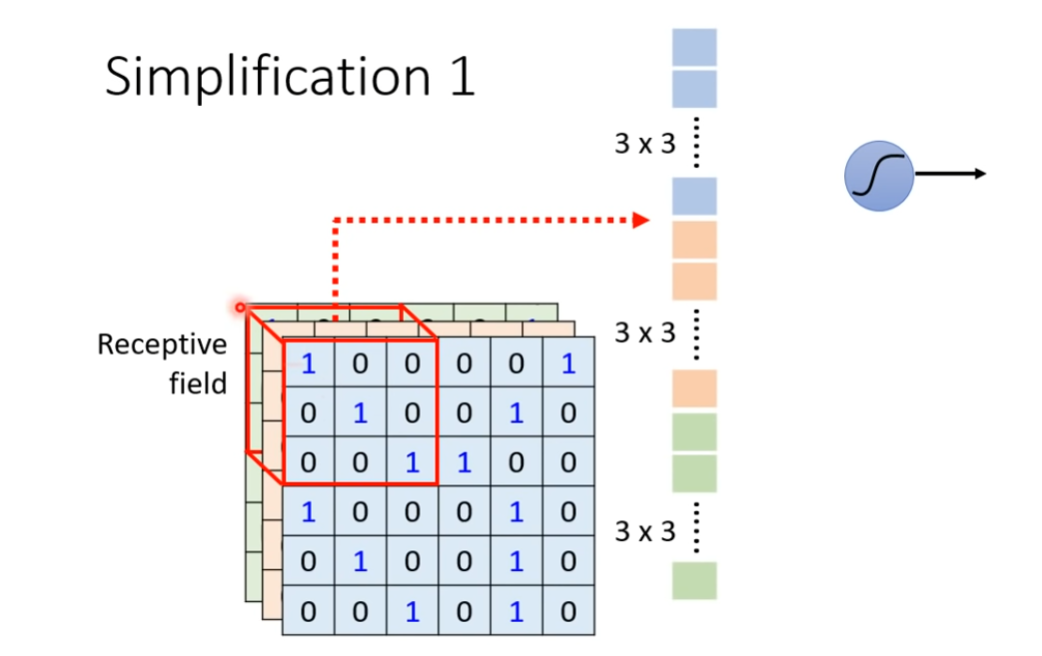 Simplification 1
3 x 3
Receptive
field
3 x 3
1 0 0 0 0 1
0 1 0 0 1 0
0 0 1 1 0 0
1 0 0 0 1 0
0 1 0 0 1 0
0 0 1 0 1 0
3 x 3